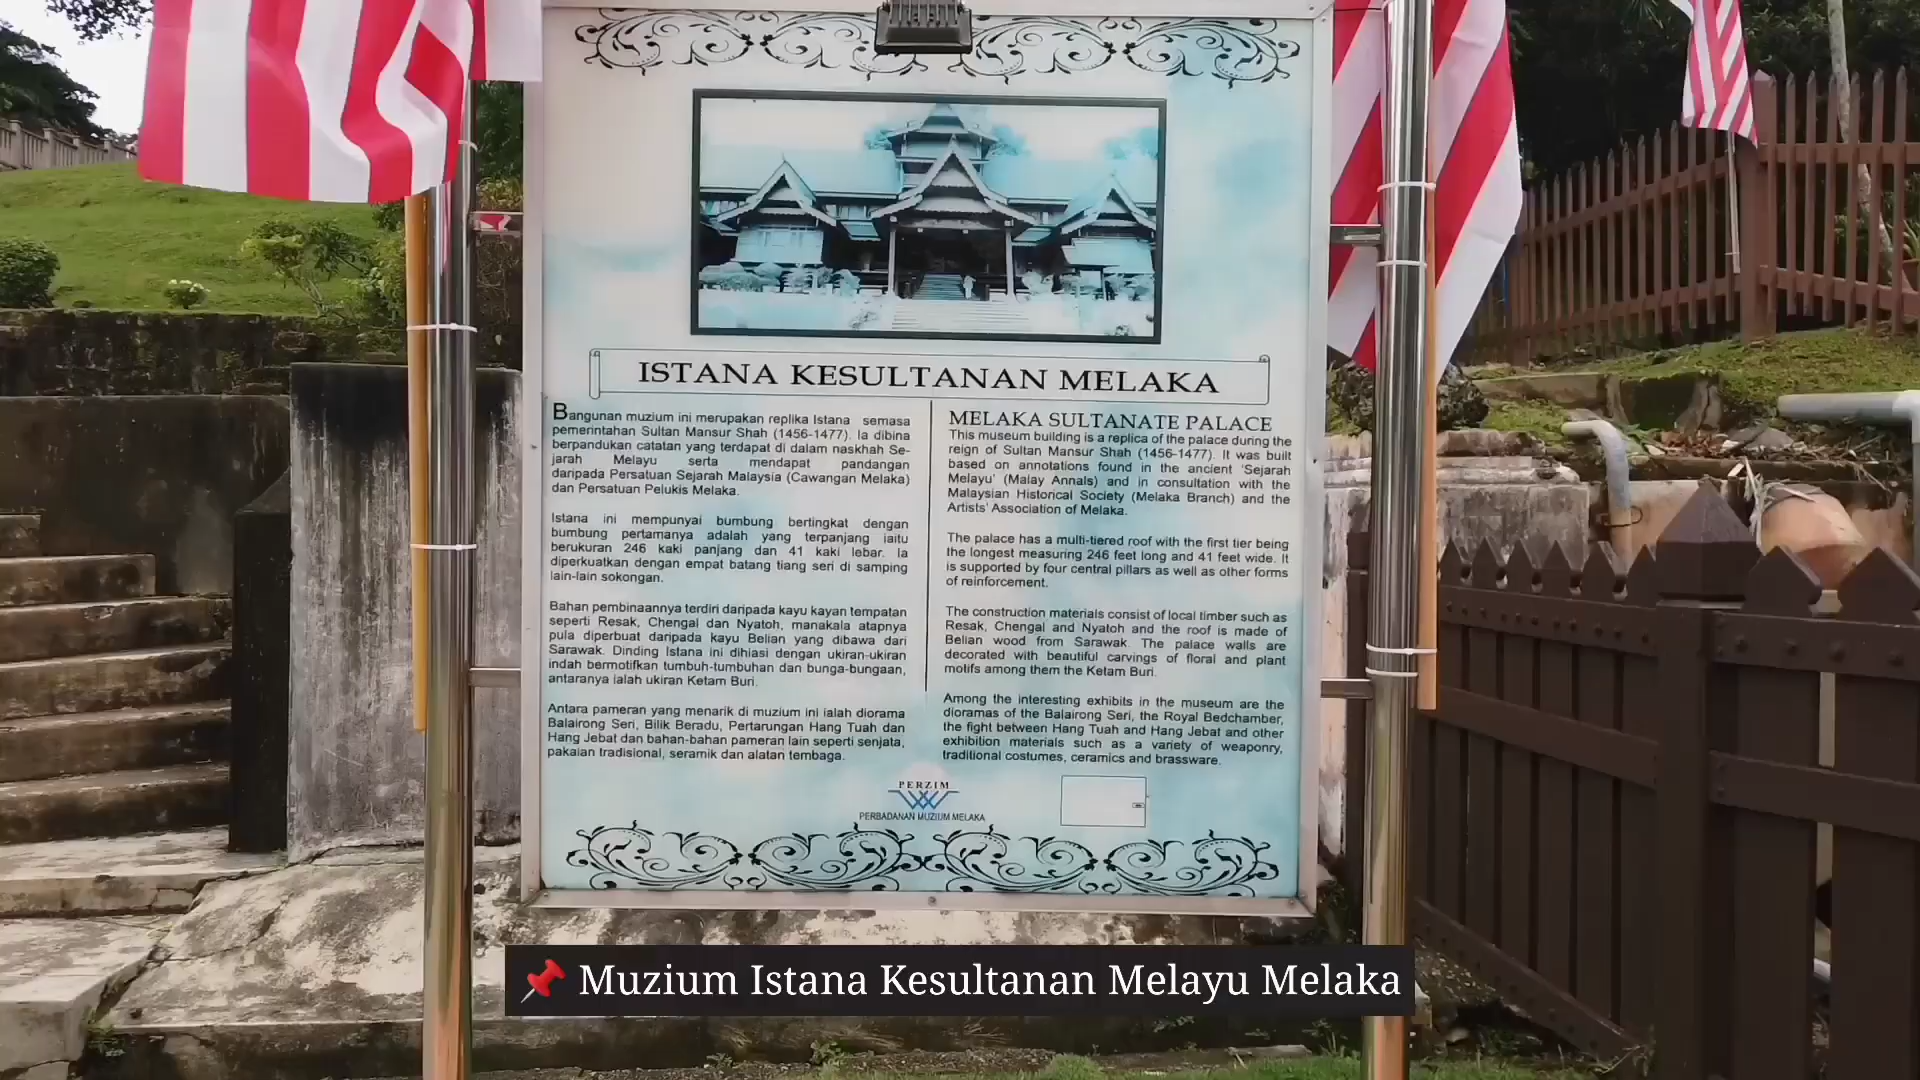 ISTANA KESULTANAN MELAKA
Bangunan muzium ini merupakan replika Istana semasa
pemerintahan Sultan Mansur Shah (1456-1477). Ia dibina
berpandukan catatan yang terdapat di dalam naskhah Se-
jarah Melayu serta mendapat pandangan
daripada Persatuan Sejarah Malaysia (Cawangan Melaka)
dan Persatuan Pelukis Melaka.
Istana ini mempunyai bumbung bertingkat dengan
bumbung pertamanya adalah yang terpanjang iaitu
berukuran 246 kaki panjang dan 41 kaki lebar. Ia
diperkuatkan dengan empat batang tiang seri di samping
lain-lain sokongan.
Bahan pembinaannya terdiri daripada kayu kayan tempatan
seperti Resak, Chengal dan Nyatoh, manakala atapnya
pula diperbuat daripada kayu Belian yang dibawa dari
Sarawak. Dinding Istana ini dihiasi dengan ukiran-ukiran
indah bermotifkan tumbuh-tumbuhan dan bunga-bungaan,
antaranya ialah ukiran Ketam Buri.
Antara pameran yang menarik di muzium ini ialah diorama
Balairong Seri, Bilik Beradu, Pertarungan Hang Tuah dan
Hang Jebat dan bahan-bahan pameran lain seperti senjata,
pakaian tradisional, seramik dan alatan tembaga.
MELAKA SULTANATE PALACE
This museum building is a replica of the palace during the
reign of Sultan Mansur Shah (1456-1477). It was built
based on annotations found in the ancient 'Sejarah
Melayu' (Malay Annals) and in consultation with the
Malaysian Historical Society (Melaka Branch) and the
Artists' Association of Melaka.
The palace has a multi-tiered roof with the first tier being
the longest measuring 246 feet long and 41 feet wide. It
is supported by four central pillars as well as other forms
of reinforcement.
The construction materials consist of local timber such as
Resak, Chengal and Nyatoh and the roof is made of
Belian wood from Sarawak. The palace walls are
decorated with beautiful carvings of floral and plant
motifs among them the Ketam Buri.
Among the interesting exhibits in the museum are the
dioramas of the Balairong Seri, the Royal Bedchamber,
the fight between Hang Tuah and Hang Jebat and other
exhibition materials such as a variety of weaponry,
traditional costumes, ceramics and brassware.
PERZIM
PERBADANAN MUZIUM MELAKA
📌 Muzium Istana Kesultanan Melayu Melaka